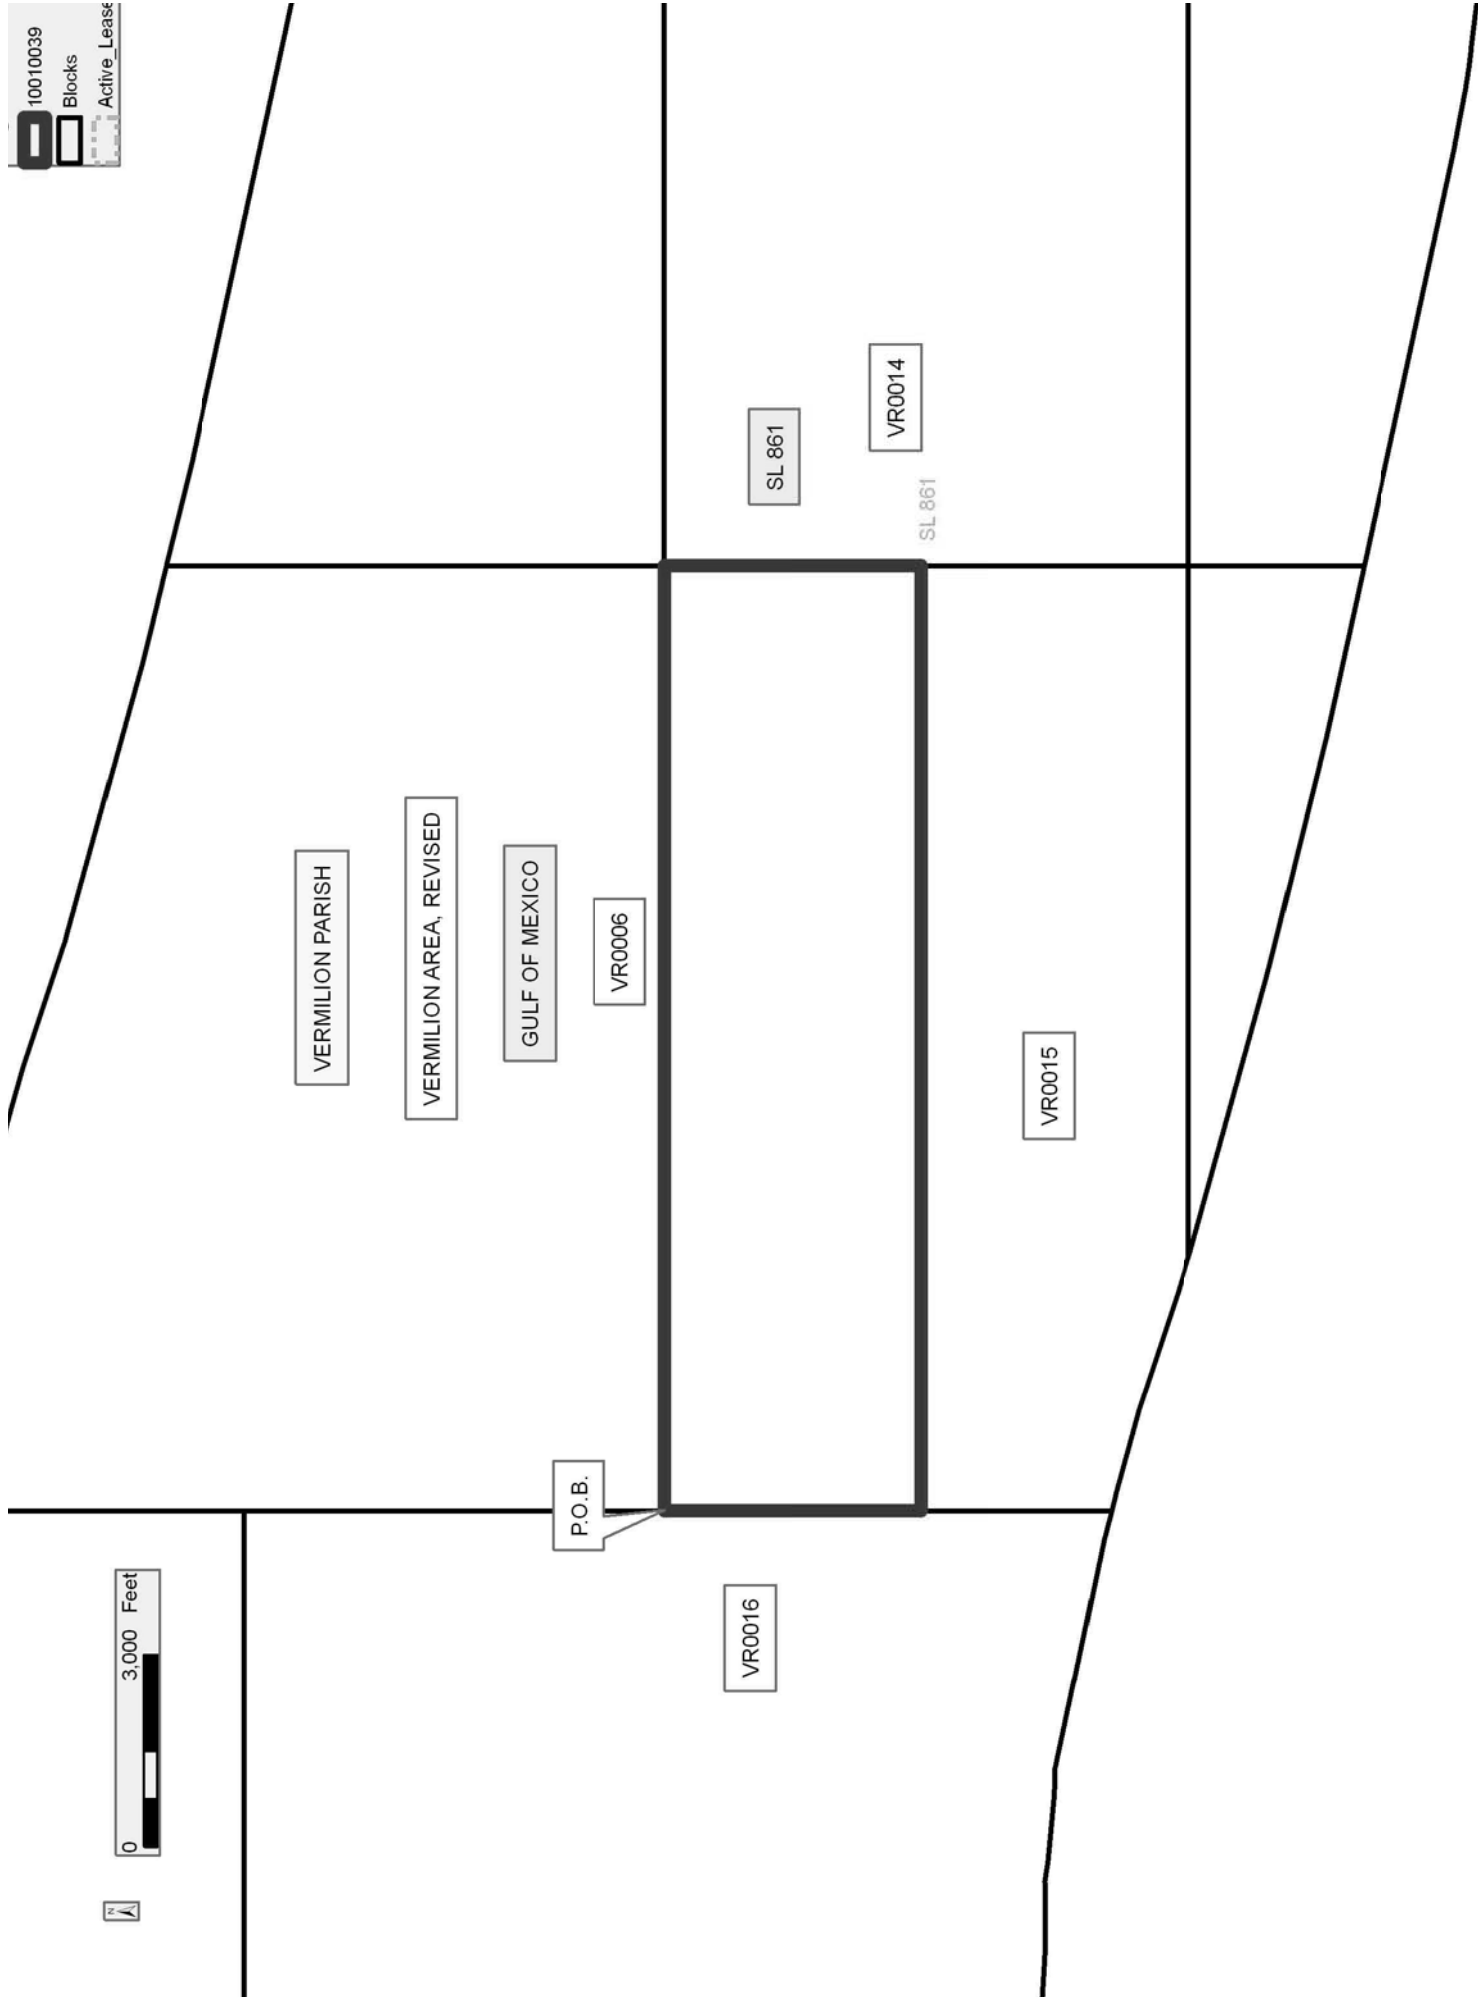 10010039
Blocks
Active_Lease
VERMILION PARISH
VERMILION AREA, REVISED
GULF OF MEXICO
VR0006
P.O.B.
SL 861
VR0014
SL 861
VR0016
VR0015
0 3,000 Feet
N